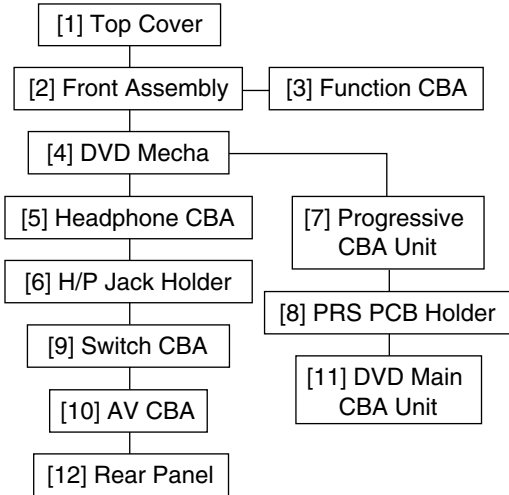 [1] Top Cover
[2] Front Assembly
[3] Function CBA
[4] DVD Mecha
[5] Headphone CBA
[7] Progressive
CBA Unit
[6] H/P Jack Holder
[8] PRS PCB Holder
[9] Switch CBA
[11] DVD Main
CBA Unit
[10] AV CBA
[12] Rear Panel